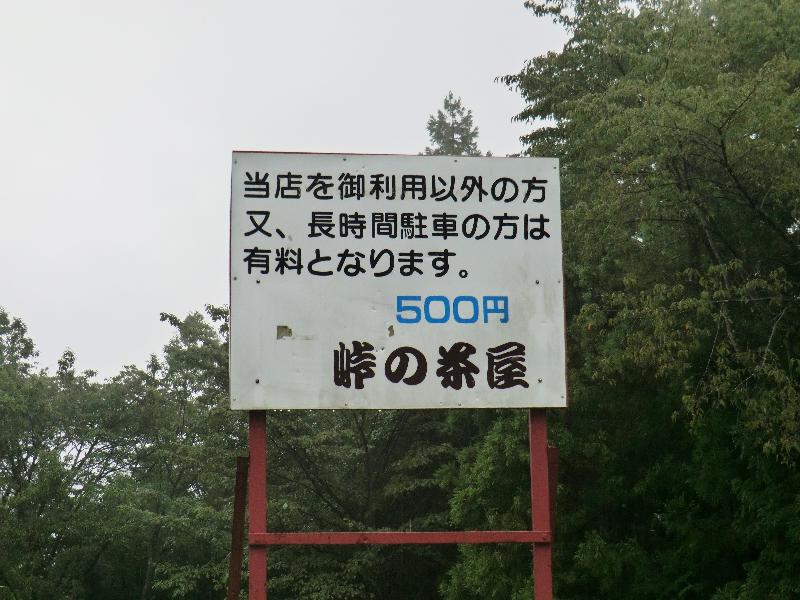 当店を御利用以外の方
又、長時間駐車の方は
有料となります。
500円
峠の茶屋